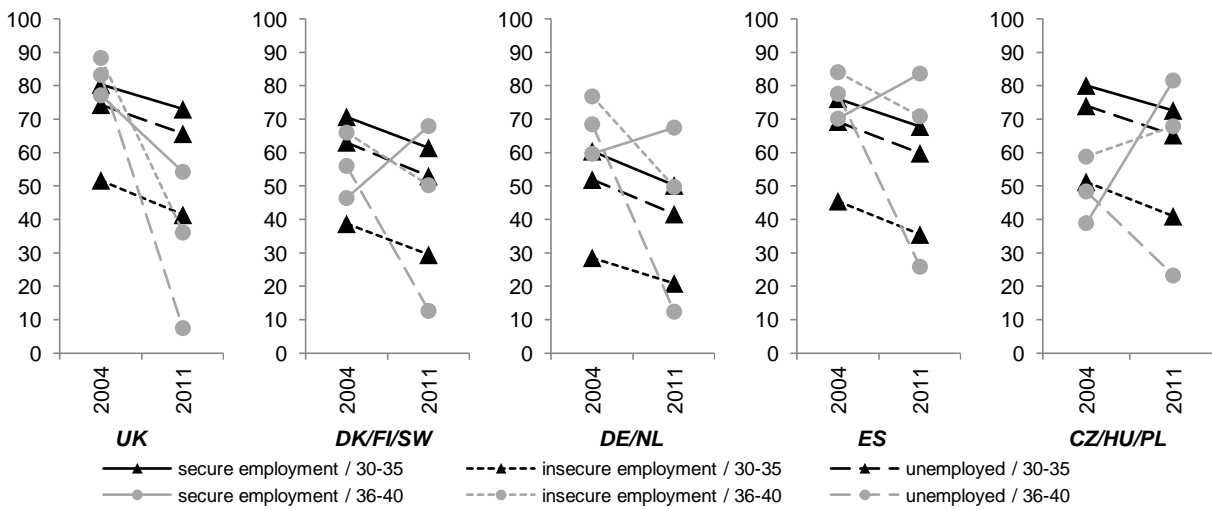 100 100 100 100 100
90 90 90 90 90
80 80 80 80 80
70 70 70 70 70
60 60 60 60 60
50 50 50 50 50
40 40 40 40 40
30 30 30 30 30
20 20 20 20 20
10 10 10 10 10
0 0 0 0 0
2004 2011 2004 2011 2004 2011 2004 2011 2004 2011
UK DK/FI/SW DE/NL ES CZ/HU/PL
secure employment / 30-35 insecure employment / 30-35 unemployed / 30-35
secure employment / 36-40 insecure employment / 36-40 unemployed / 36-40